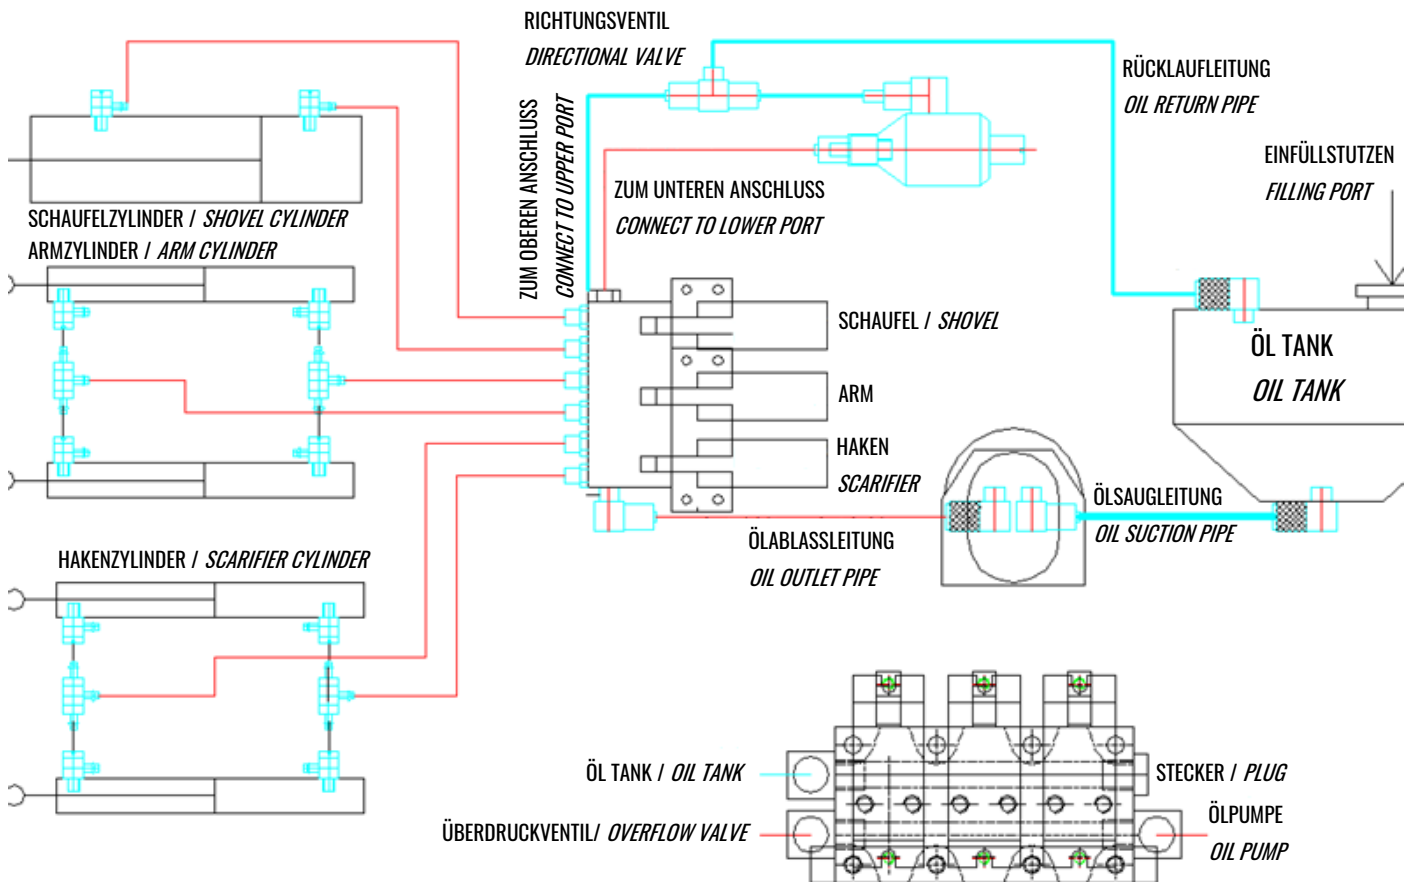 RICHTUNGSVENTIL
DIRECTIONAL VALVE
RÜCKLAUFLEITUNG
OIL RETURN PIPE
EINFÜLLSTUTZEN
FILLING PORT
ZUM OBEREN ANSCHLUSS
CONNECT TO UPPER PORT
ZUM UNTEREN ANSCHLUSS
CONNECT TO LOWER PORT
SCHAUFELZYLINDER / SHOVEL CYLINDER
ARMZYLINDER / ARM CYLINDER
SCHAUFEL / SHOVEL
ARM
HAKEN
SCARIFIER
ÖL TANK
OIL TANK
ÖLSAUGLEITUNG
OIL SUCTION PIPE
ÖLABLASSLEITUNG
OIL OUTLET PIPE
HAKENZYLINDER / SCARIFIER CYLINDER
ÖL TANK / OIL TANK
STECKER / PLUG
ÜBERDRUCKVENTIL/ OVERFLOW VALVE
ÖLPUMPE
OIL PUMP